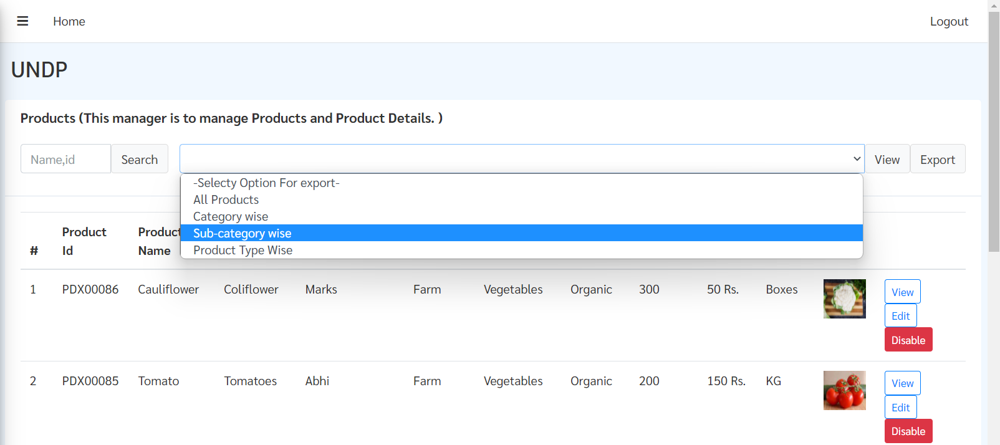 Home Logout
UNDP
Products (This manager is to manage Products and Product Details. )
Name,id Search View Export
-Selecty Option For export-
All Products
Category wise
Sub-category wise
Product Type Wise
# Product Id Product Name
1 PDX00086 Cauliflower Coliflower Marks Farm Vegetables Organic 300 50 Rs. Boxes View
Edit
Disable
2 PDX00085 Tomato Tomatoes Abhi Farm Vegetables Organic 200 150 Rs. KG View
Edit
Disable